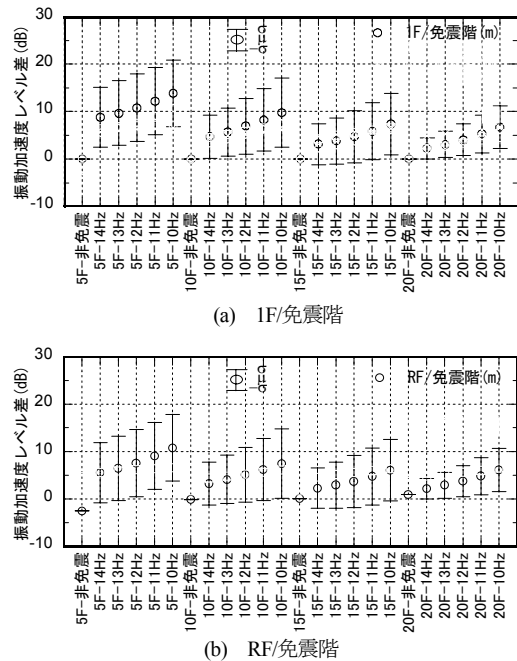 30
20
10
0
-10
振動加速度レベル差(dB)
σ
-σ
1F/免震階(m)
5F-非免震
5F-14Hz
5F-13Hz
5F-12Hz
5F-11Hz
5F-10Hz
10F-非免震
10F-14Hz
10F-13Hz
10F-12Hz
10F-11Hz
10F-10Hz
15F-非免震
15F-14Hz
15F-13Hz
15F-12Hz
15F-11Hz
15F-10Hz
20F-非免震
20F-14Hz
20F-13Hz
20F-12Hz
20F-11Hz
20F-10Hz
(a) 1F/免震階
30
20
10
0
-10
振動加速度レベル差(dB)
σ
-σ
RF/免震階(m)
5F-非免震
5F-14Hz
5F-13Hz
5F-12Hz
5F-11Hz
5F-10Hz
10F-非免震
10F-14Hz
10F-13Hz
10F-12Hz
10F-11Hz
10F-10Hz
15F-非免震
15F-14Hz
15F-13Hz
15F-12Hz
15F-11Hz
15F-10Hz
20F-非免震
20F-14Hz
20F-13Hz
20F-12Hz
20F-11Hz
20F-10Hz
(b) RF/免震階